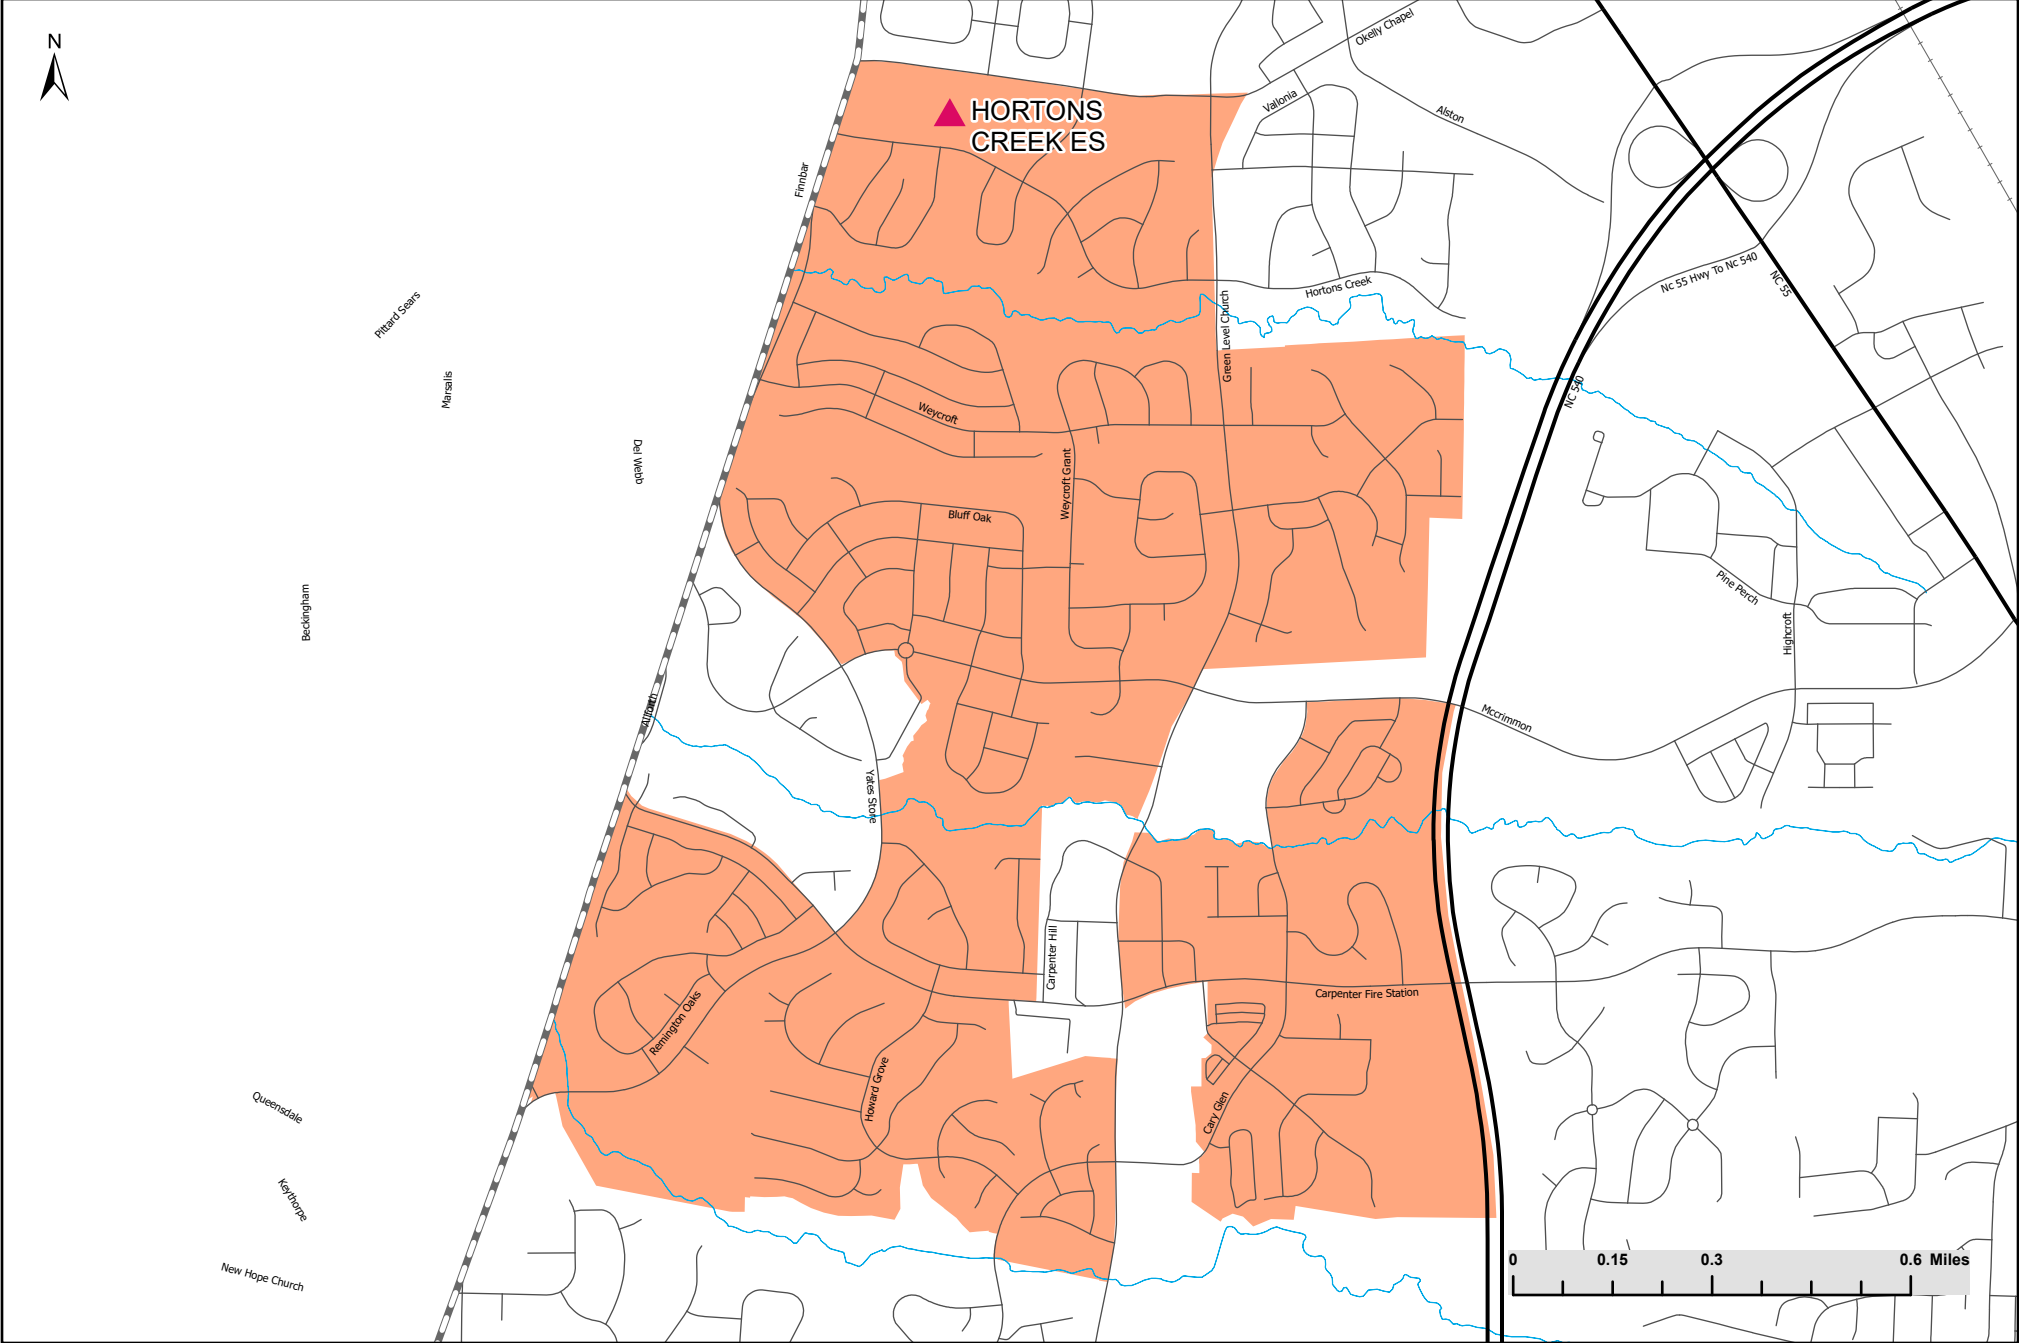 N
Okelly Chapel
HORTONS
CREEK ES
Vallonia
Alston
Finnbar
Nc 55 Hwy To Nc 540
NC 55
Hortons Creek
Green Level Church
Pittard Sears
Marsalis
NC 540
Weycroft
Del Webb
Weycroft Grant
Bluff Oak
Pine Perch
Beckingham
Highcroft
Mccrimmon
Yates Store
Carpenter Hill
Carpenter Fire Station
Remington Oaks
Howard Grove
Cary Glen
Queensdale
Keythorpe
New Hope Church
0 0.15 0.3 0.6 Miles